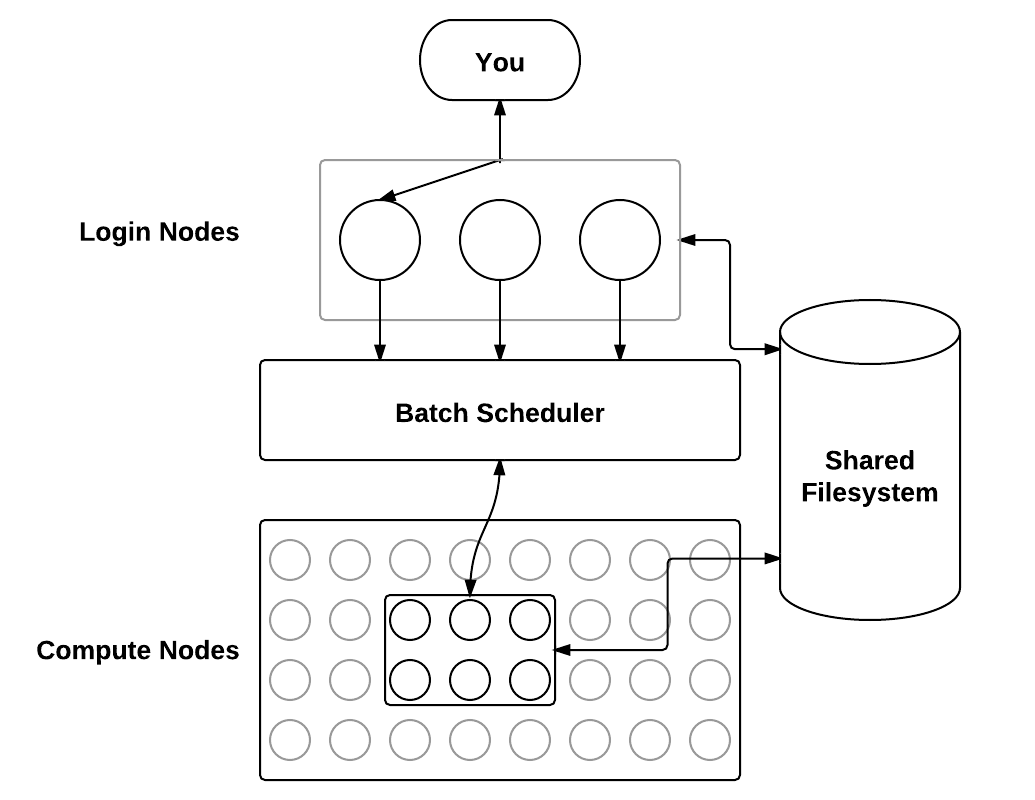 You
Login Nodes
Batch Scheduler
Shared
Filesystem
Compute Nodes